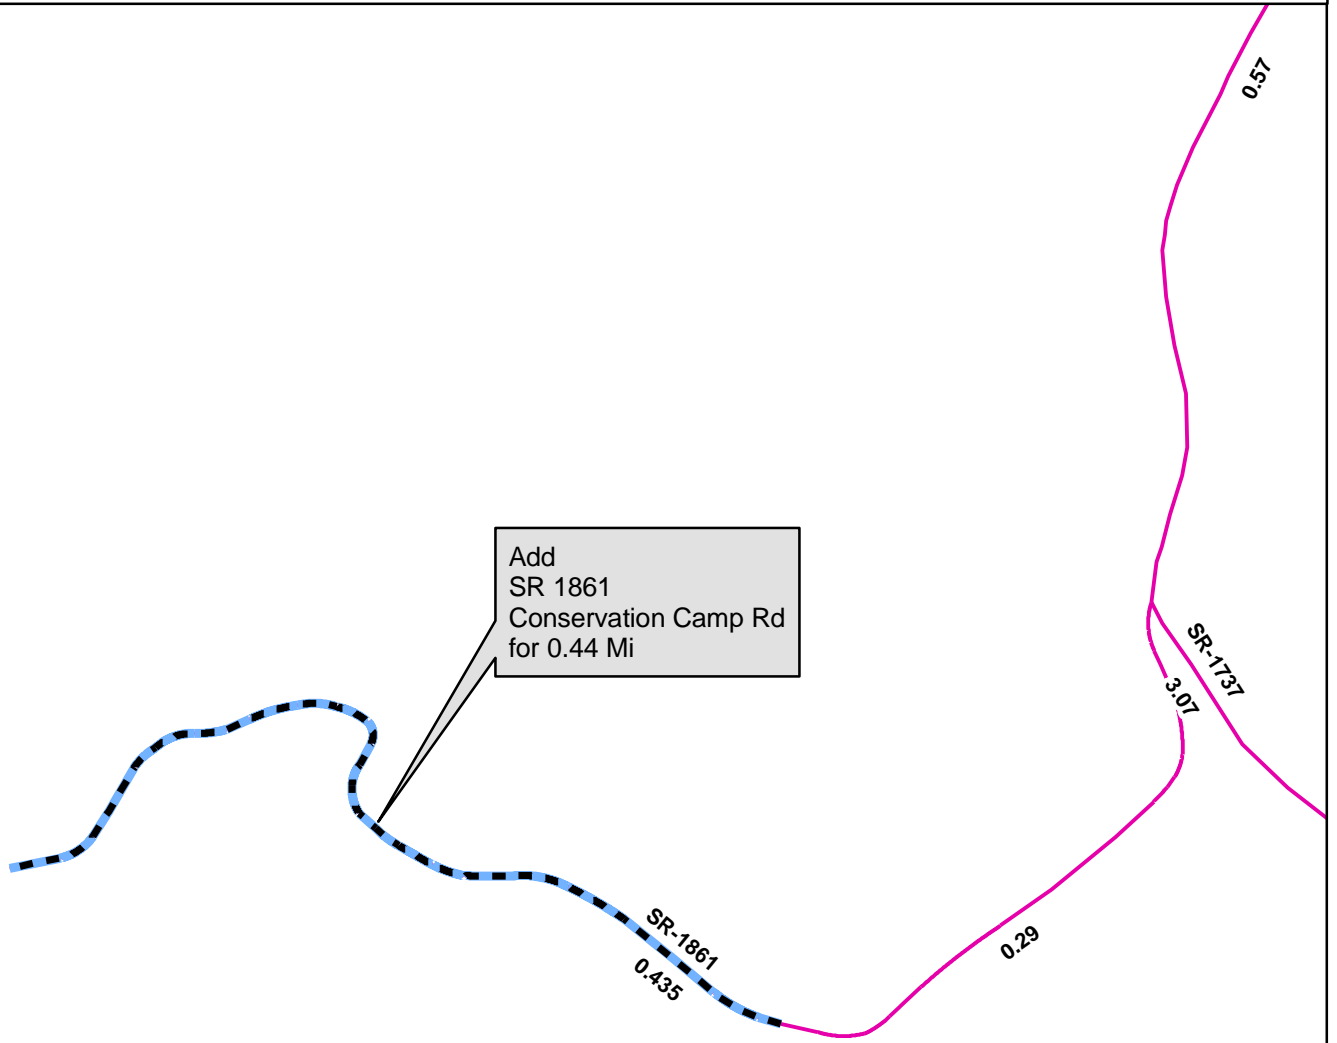 0.57
Add
SR 1861
Conservation Camp Rd
for 0.44 Mi
SR-1737
3.07
SR-1861
0.435
0.29